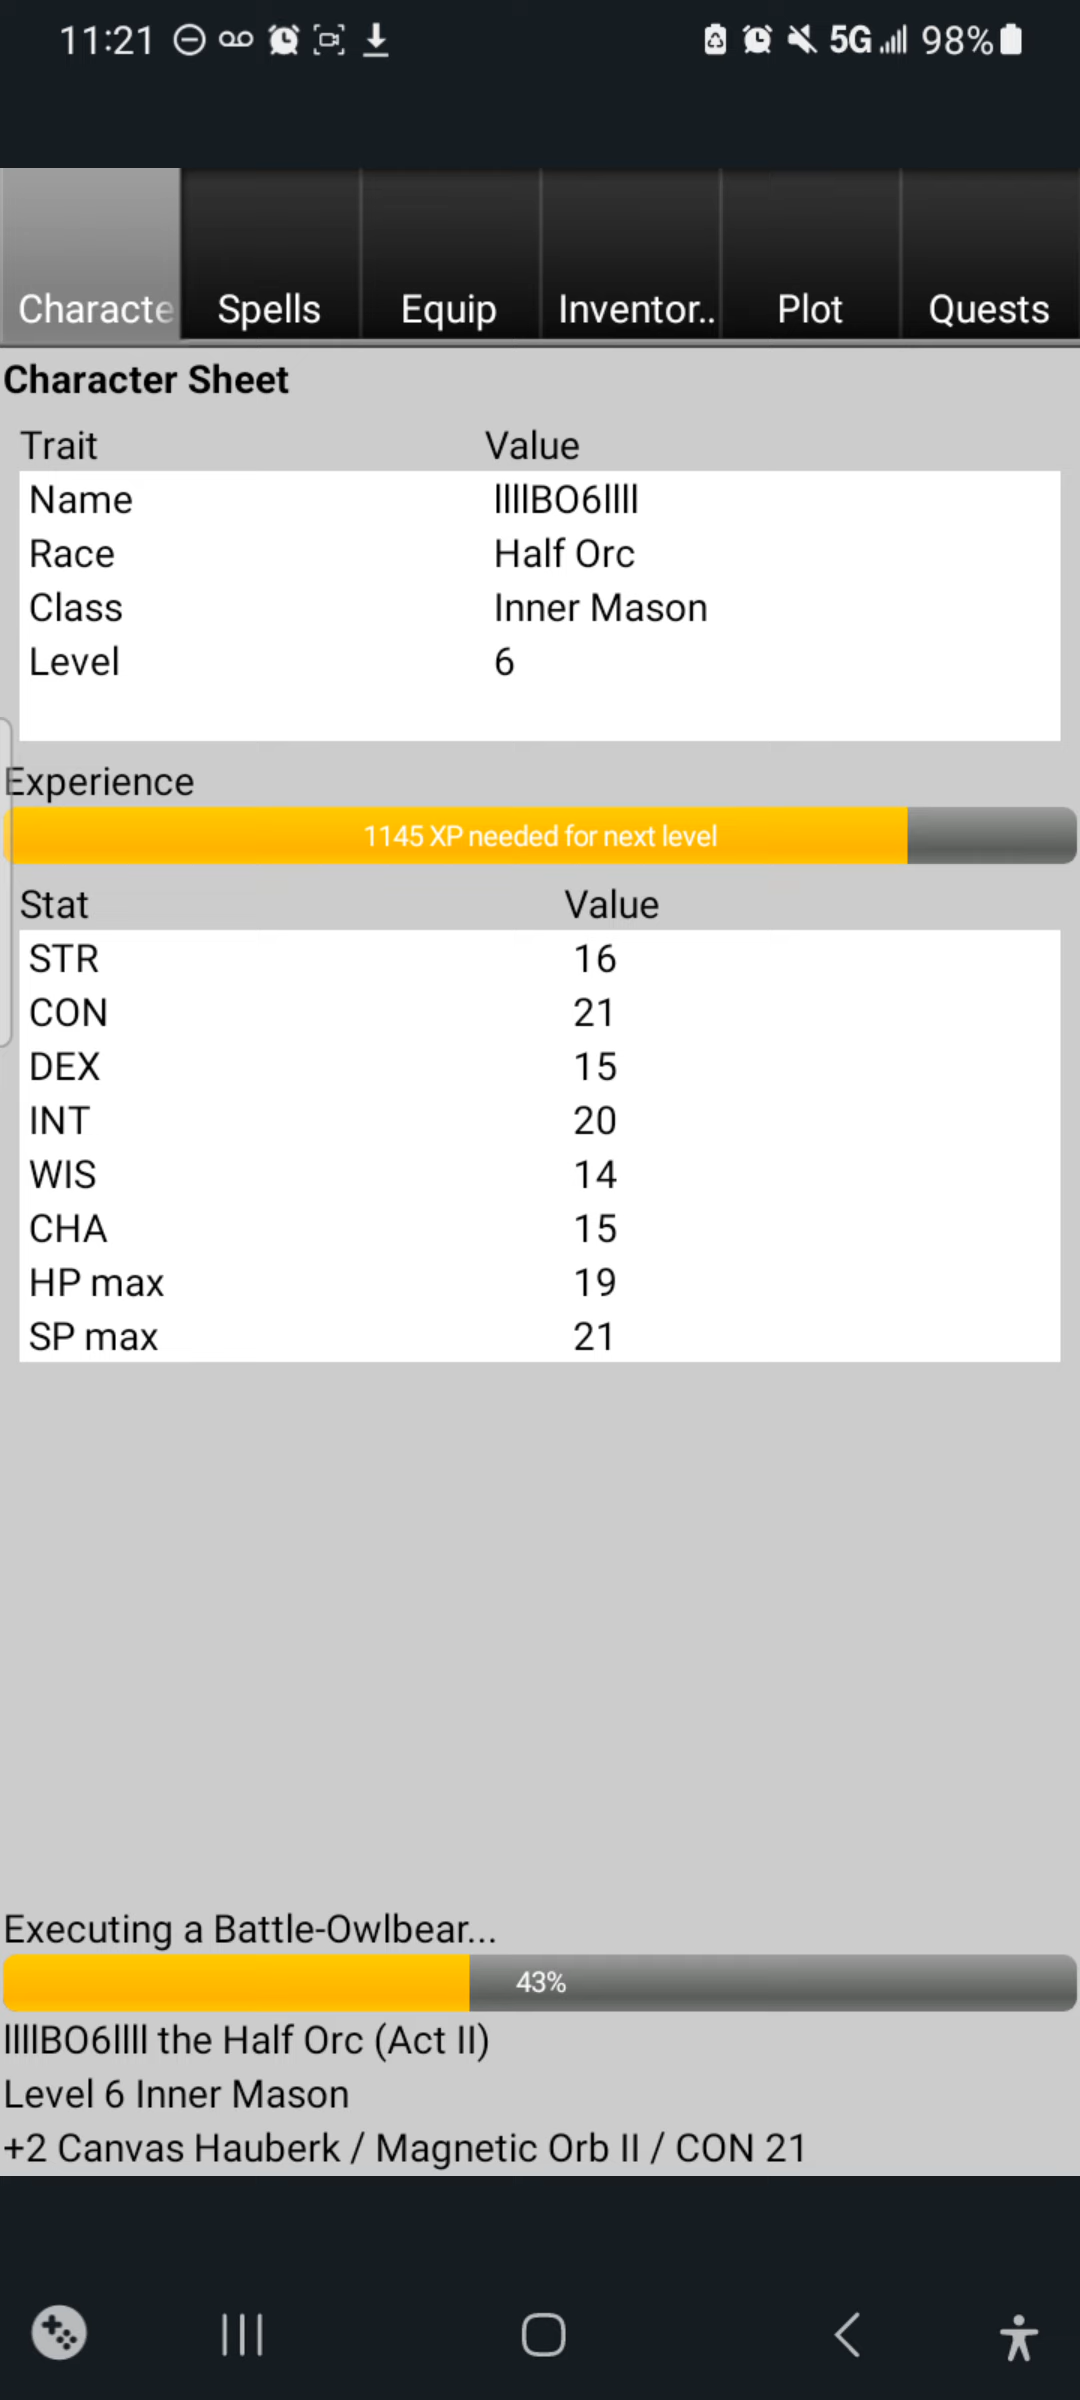 11:21 5G 98%
Characte Spells Equip Inventor.. Plot Quests
Character Sheet
Trait Value
Name llllBO6llll
Race Half Orc
Class Inner Mason
Level 6
Experience
1145 XP needed for next level
Stat Value
STR 16
CON 21
DEX 15
INT 20
WIS 14
CHA 15
HP max 19
SP max 21
Executing a Battle-Owlbear...
43%
llllBO6llll the Half Orc (Act II)
Level 6 Inner Mason
+2 Canvas Hauberk / Magnetic Orb II / CON 21